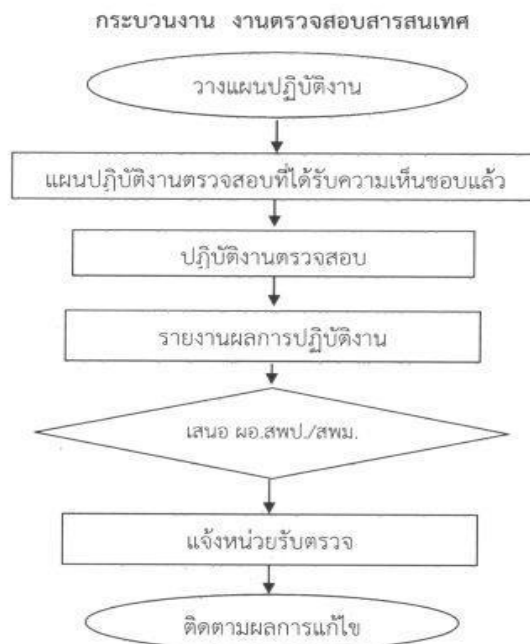 กระบวนงาน งานตรวจสอบสารสนเทศ
วางแผนปฏิบัติงาน
แผนปฏิบัติงานตรวจสอบที่ได้รับความเห็นชอบแล้ว
ปฏิบัติงานตรวจสอบ
รายงานผลการปฏิบัติงาน
เสนอ ผอ.สพป./สพม.
แจ้งหน่วยรับตรวจ
ติดตามผลการแก้ไข